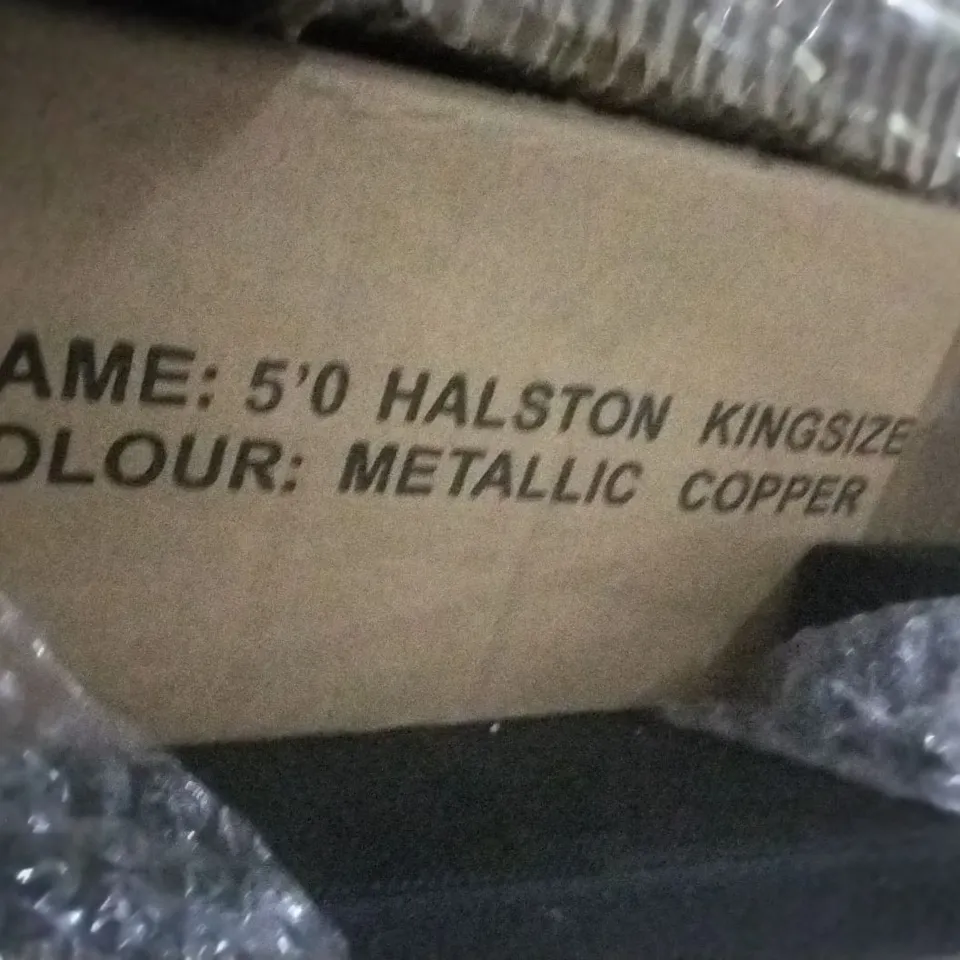 AME: 5'0 HALSTON KINGSIZE
OLOUR: METALLIC COPPER